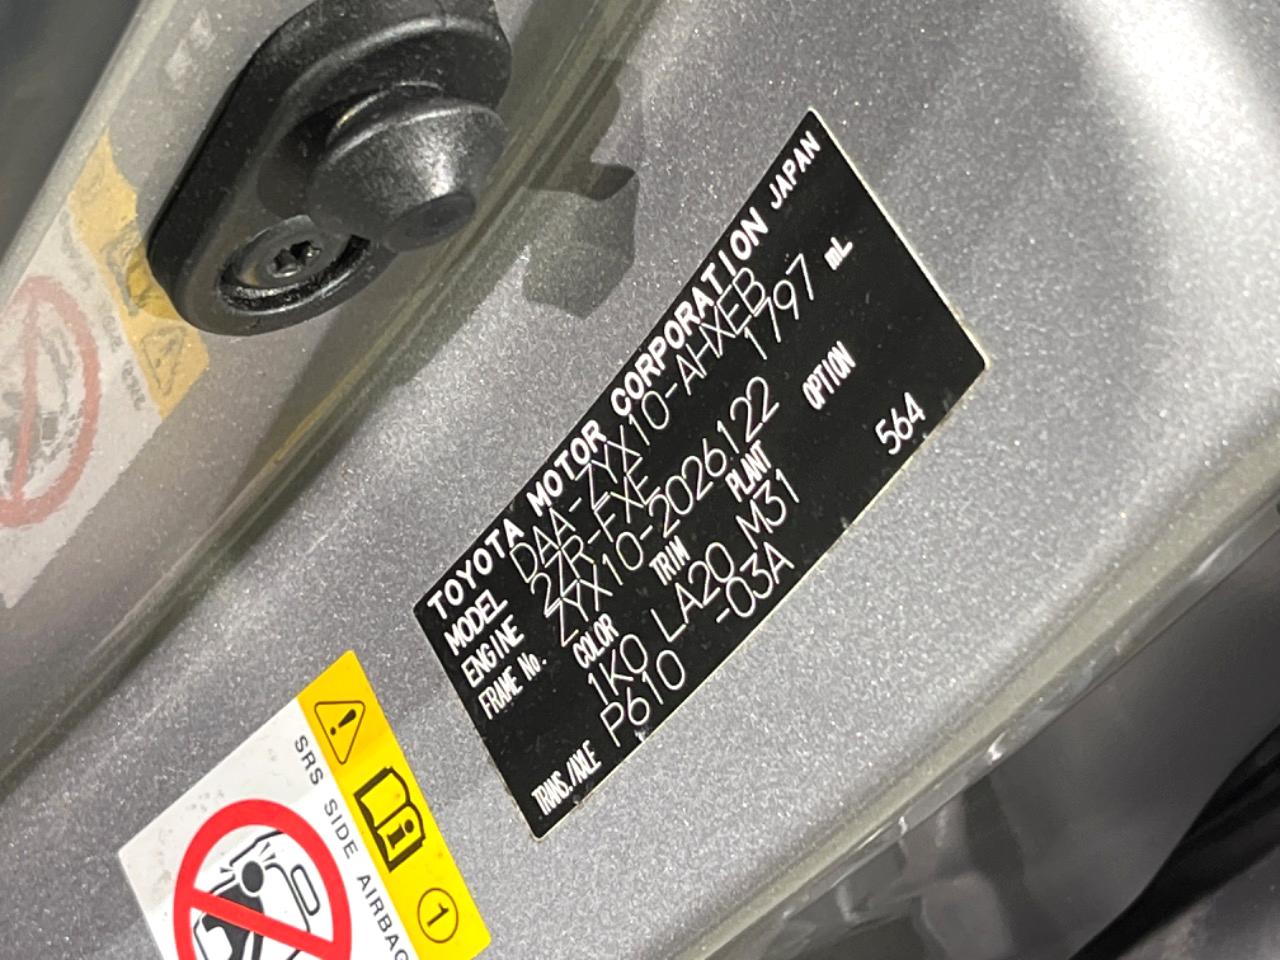 TOYOTA MOTOR CORPORATION JAPAN
MODEL DAA-ZYX10-AHXEB
ENGINE 2ZR-FXE 1797 mL
FRAME No. ZYX10-2026122
COLOR TRIM PLANT OPTION
1K0 LA20 M31 564
TRANS./AXLE P610 -03A
SRS SIDE AIRBAG
i
1